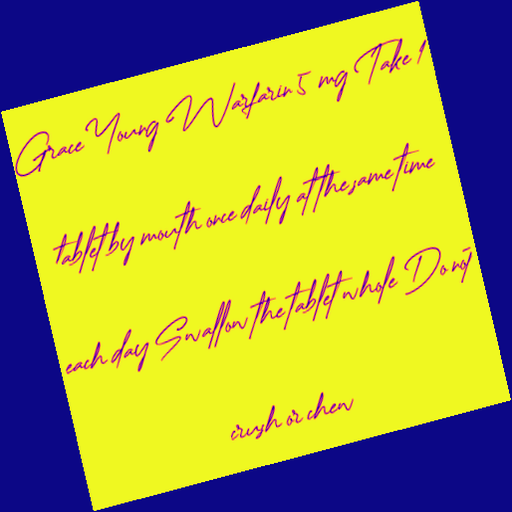 Grace Young Warfarin 5 mg Take 1
tablet by mouth once daily at the same time
each day Swallow the tablet whole Do not
crush or chew